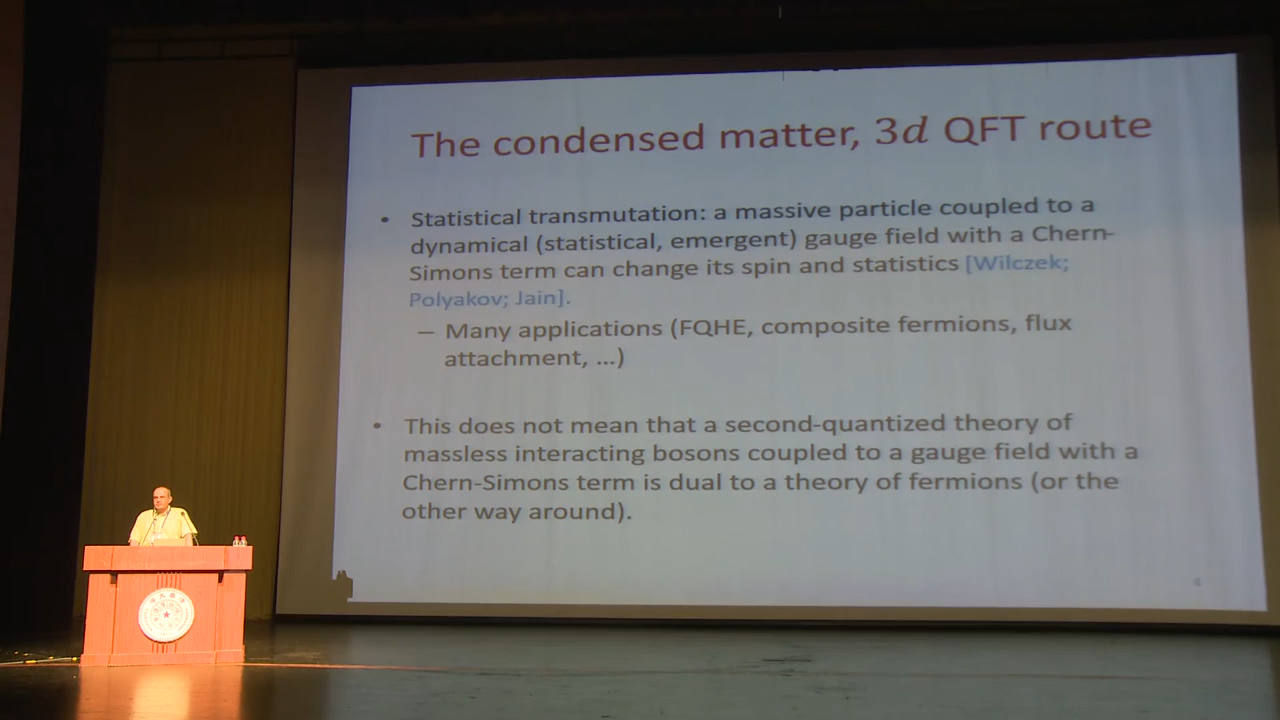 The condensed matter, 3d QFT route
• Statistical transmutation: a massive particle coupled to a
dynamical (statistical, emergent) gauge field with a Chern-
Simons term can change its spin and statistics [Wilczek;
Polyakov; Jain].
– Many applications (FQHE, composite fermions, flux
attachment, ...)
• This does not mean that a second-quantized theory of
massless interacting bosons coupled to a gauge field with a
Chern-Simons term is dual to a theory of fermions (or the
other way around).